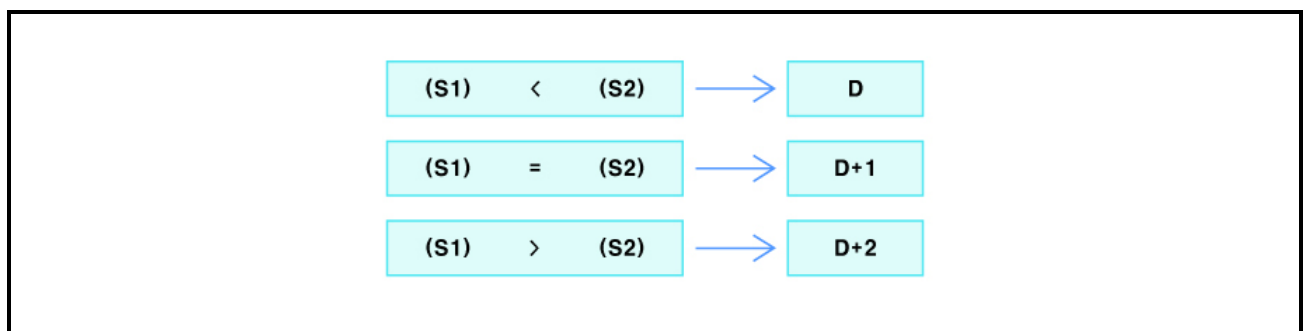 (S1) < (S2) D
(S1) = (S2) D+1
(S1) > (S2) D+2